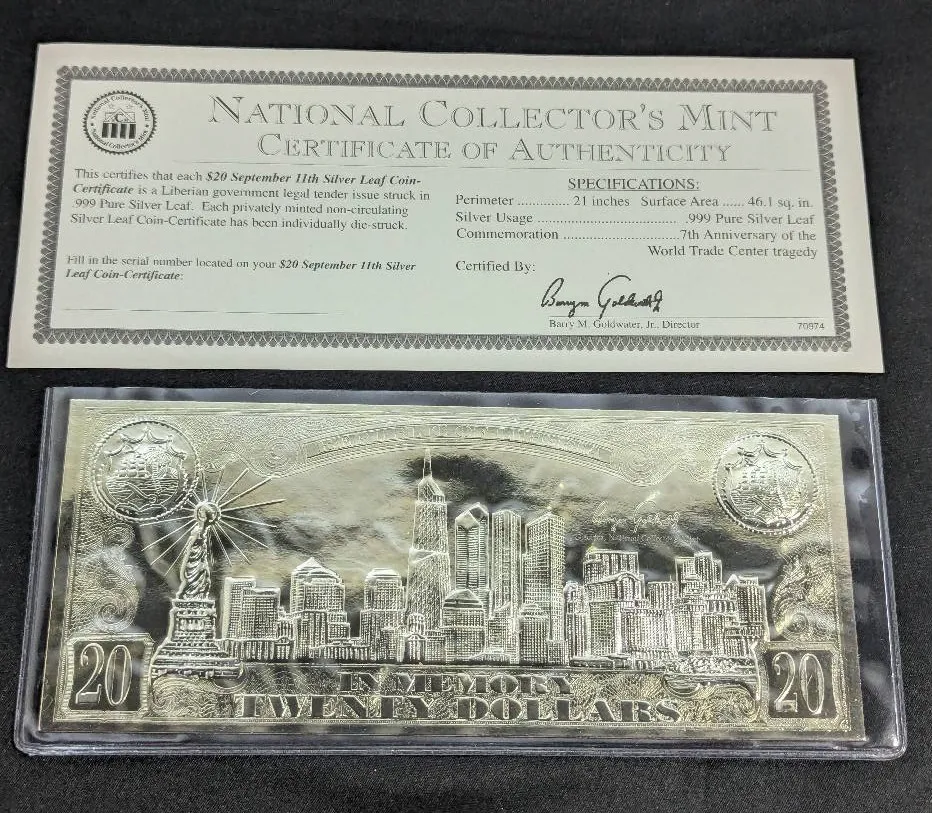 NATIONAL COLLECTOR'S MINT
CERTIFICATE OF AUTHENTICITY
This certifies that each $20 September 11th Silver Leaf Coin-
Certificate is a Liberian government legal tender issue struck in
.999 Pure Silver Leaf. Each privately minted non-circulating
Silver Leaf Coin-Certificate has been individually die-struck.
Fill in the serial number located on your $20 September 11th Silver
Leaf Coin-Certificate:
SPECIFICATIONS:
Perimeter ............. 21 inches Surface Area ...... 46.1 sq. in.
Silver Usage ..................................999 Pure Silver Leaf
Commemoration ...........................7th Anniversary of the
World Trade Center tragedy
Certified By:
Barry M. Goldwater, Jr., Director
70974
20
IN MEMORY
TWENTY DOLLARS
20